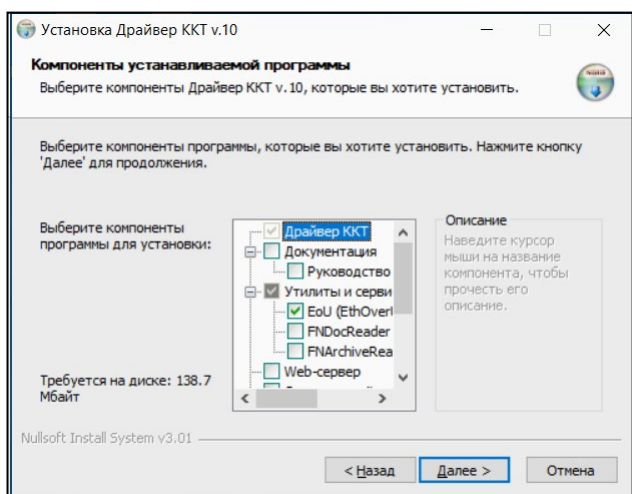 Установка Драйвер ККТ v.10
Компоненты устанавливаемой программы
Выберите компоненты Драйвер ККТ v.10, которые вы хотите установить.
Выберите компоненты программы, которые вы хотите установить. Нажмите кнопку
'Далее' для продолжения.
Выберите компоненты
программы для установки:
Драйвер ККТ
Документация
Руководство
Утилиты и серви
EoU (EthOverl
FNDocReader
FNArchiveRea
Web-сервер
Описание
Наведите курсор
мыши на название
компонента, чтобы
прочесть его
описание.
Требуется на диске: 138.7
Мбайт
Nullsoft Install System v3.01
< Назад
Далее >
Отмена